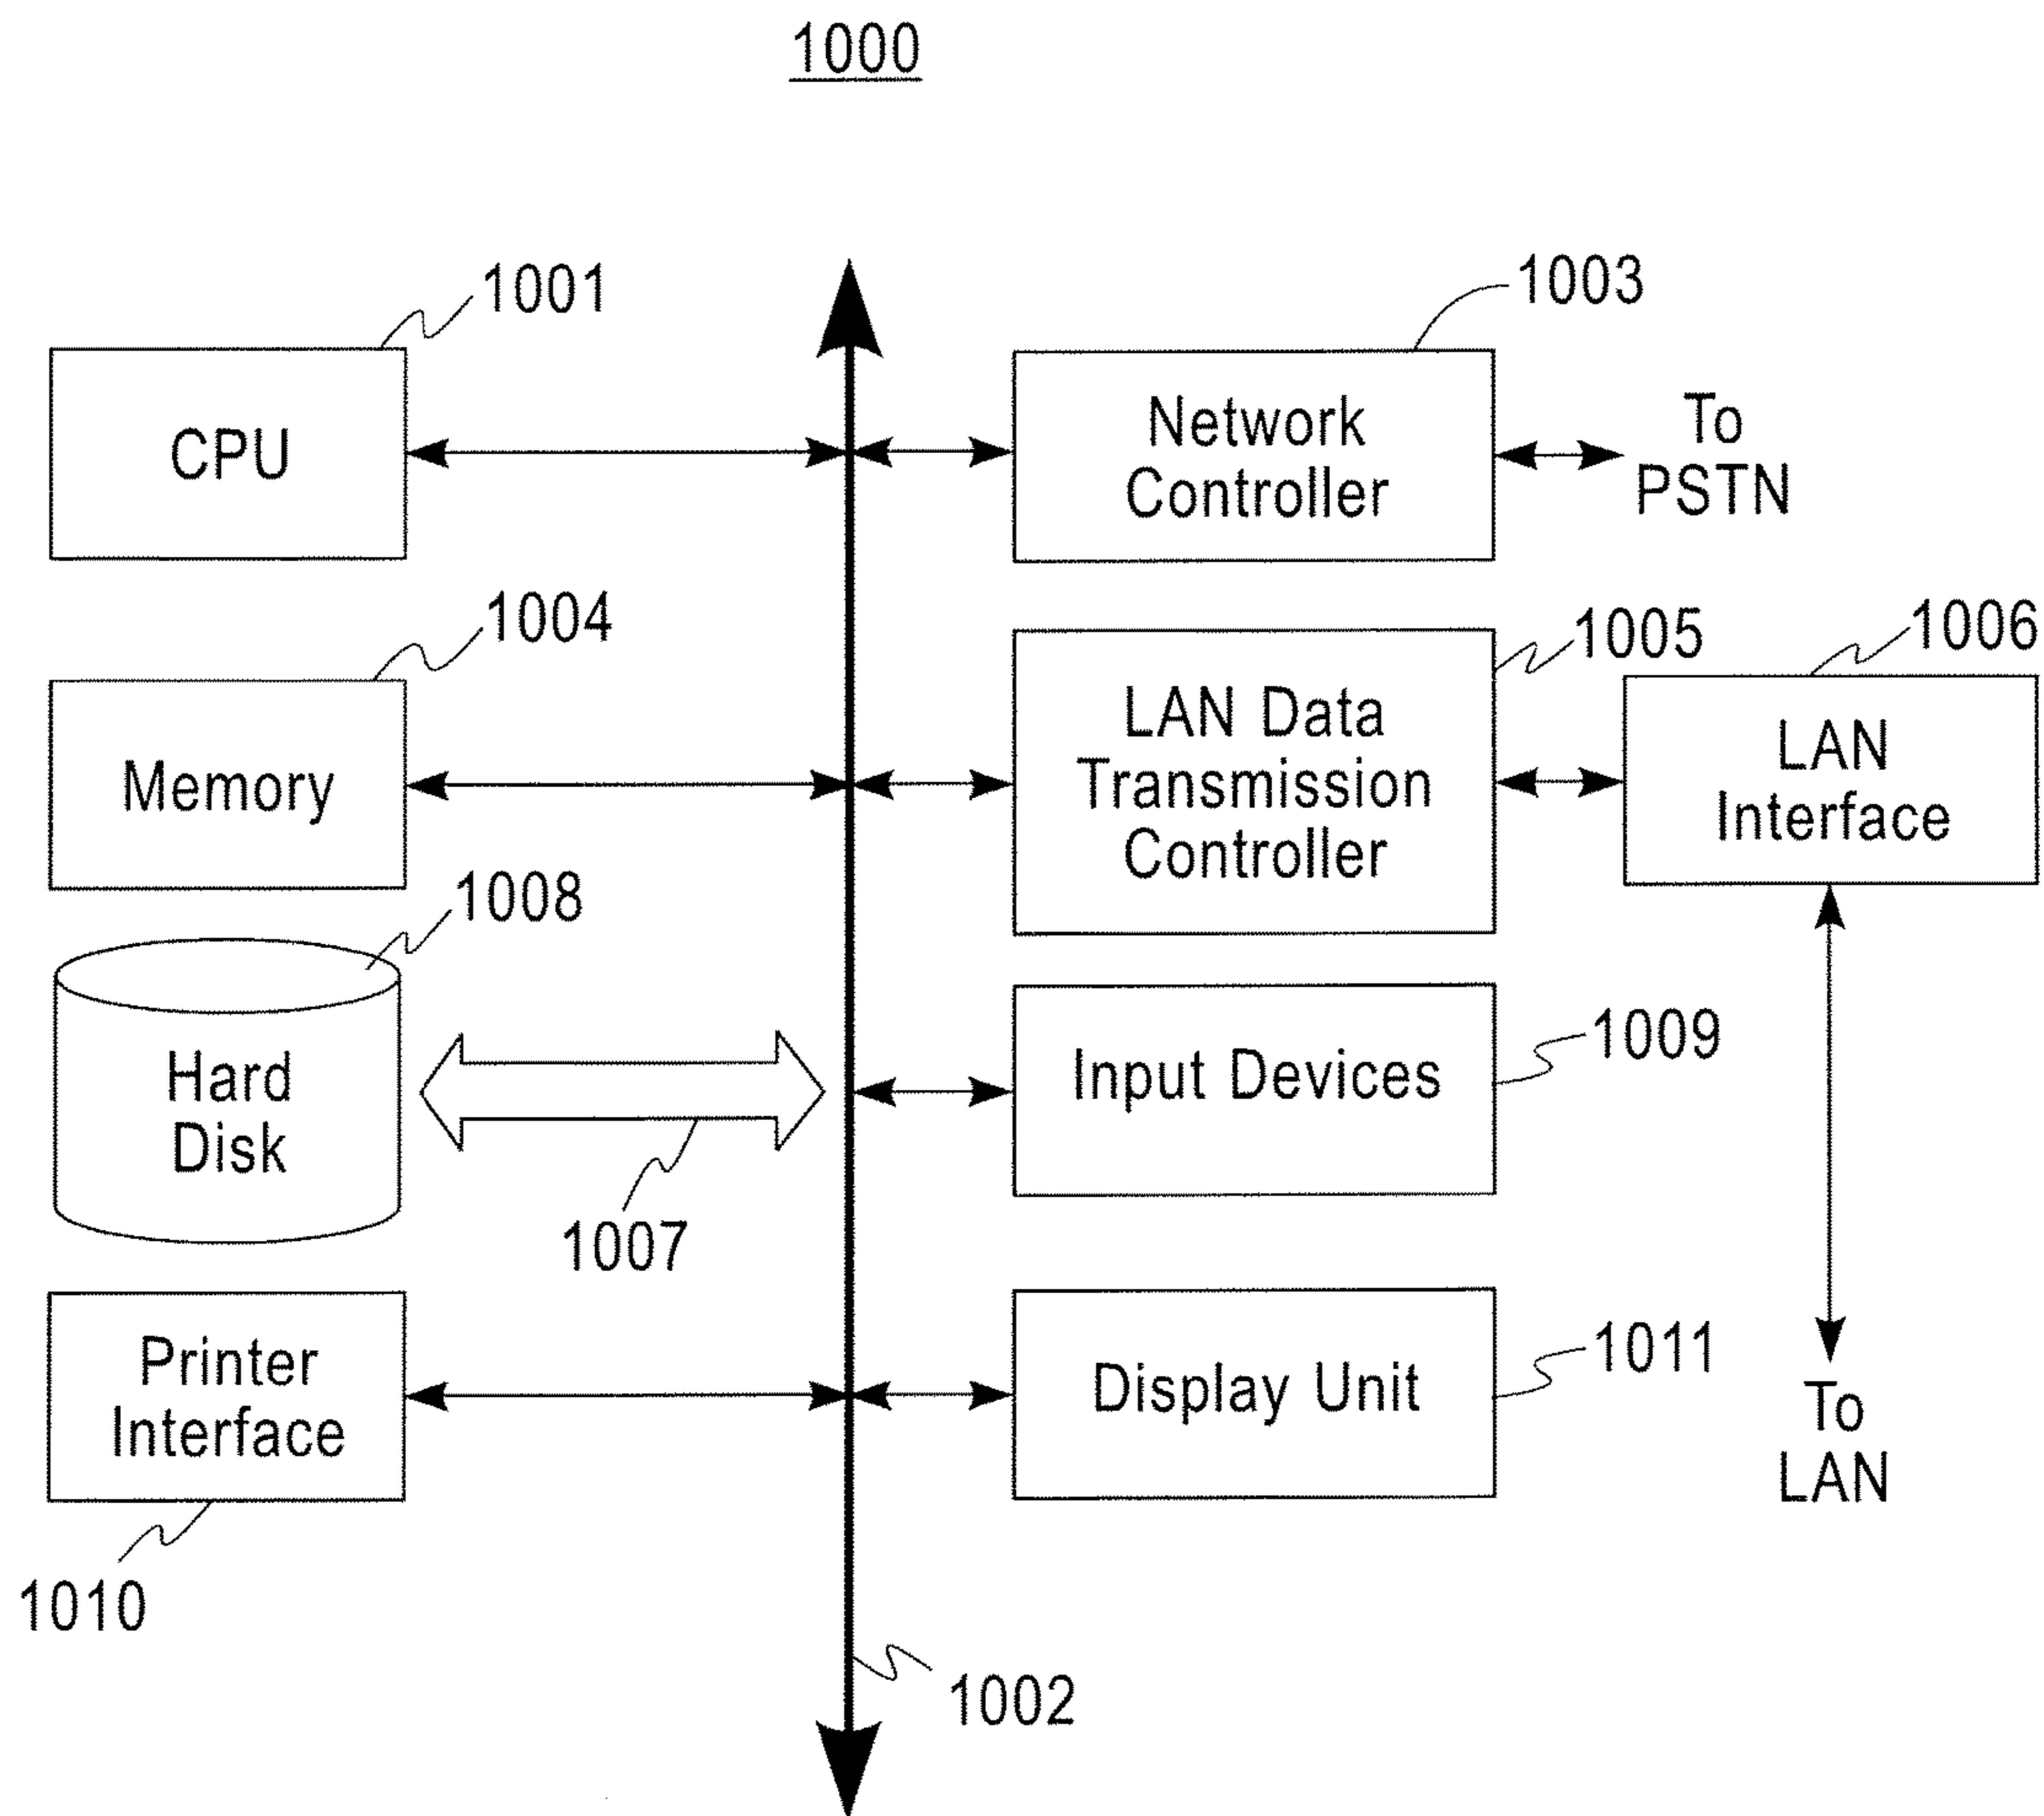 1000
1001
CPU
1003
Network
Controller
To
PSTN
1004
Memory
1005
LAN Data
Transmission
Controller
1006
LAN
Interface
1008
Hard
Disk
1007
1009
Input Devices
Printer
Interface
1010
1011
Display Unit
To
LAN
1002